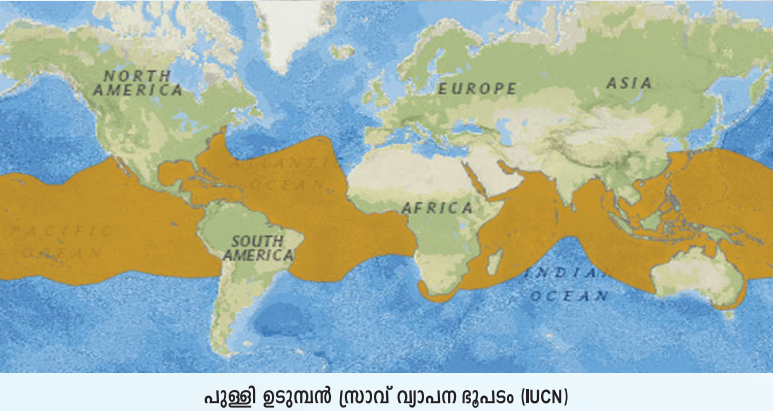 NORTH
AMERICA
EUROPE
ASIA
ATLANTIC
OCEAN
AFRICA
PACIFIC
OCEAN
SOUTH
AMERICA
INDIAN
OCEAN
പുള്ളി ഉടുമ്പൻ സ്രാവ് വ്യാപന ഭൂപടം (IUCN)